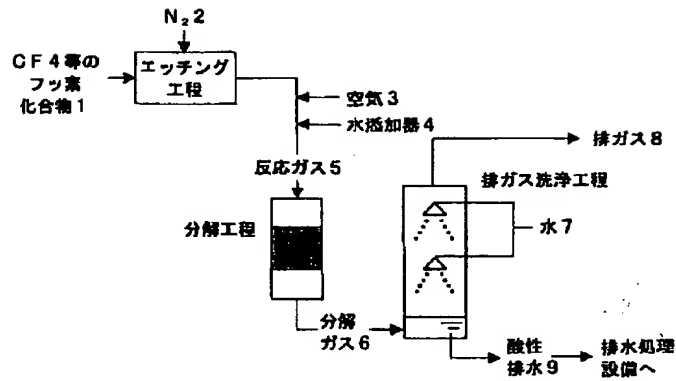 N₂2
CF4等の
フッ素
化合物1
エッチング
工程
空気3
水添加器4
反応ガス5
排ガス8
排ガス洗浄工程
分解工程
水7
分解
ガス6
酸性
排水9
排水処理
設備へ